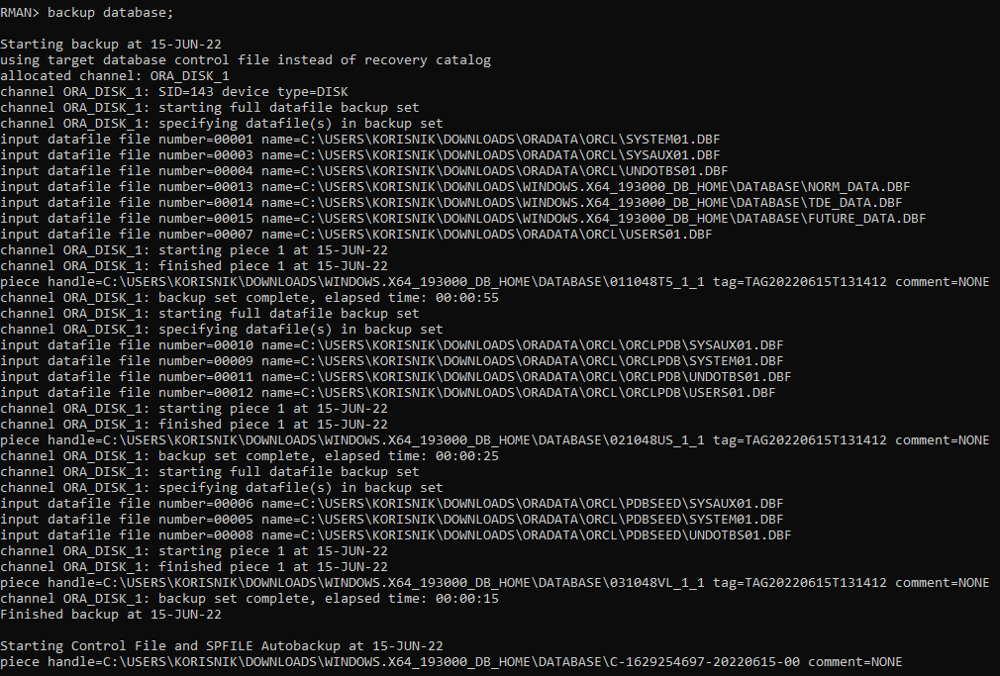 RMAN> backup database;
Starting backup at 15-JUN-22
using target database control file instead of recovery catalog
allocated channel: ORA_DISK_1
channel ORA_DISK_1: SID=143 device type=DISK
channel ORA_DISK_1: starting full datafile backup set
channel ORA_DISK_1: specifying datafile(s) in backup set
input datafile file number=00001 name=C:\USERS\KORISNIK\DOWNLOADS\ORADATA\ORCL\SYSTEM01.DBF
input datafile file number=00003 name=C:\USERS\KORISNIK\DOWNLOADS\ORADATA\ORCL\SYSAUX01.DBF
input datafile file number=00004 name=C:\USERS\KORISNIK\DOWNLOADS\ORADATA\ORCL\UNDOTBS01.DBF
input datafile file number=00013 name=C:\USERS\KORISNIK\DOWNLOADS\WINDOWS.X64_193000_DB_HOME\DATABASE\NORM_DATA.DBF
input datafile file number=00014 name=C:\USERS\KORISNIK\DOWNLOADS\WINDOWS.X64_193000_DB_HOME\DATABASE\TDE_DATA.DBF
input datafile file number=00015 name=C:\USERS\KORISNIK\DOWNLOADS\WINDOWS.X64_193000_DB_HOME\DATABASE\FUTURE_DATA.DBF
input datafile file number=00007 name=C:\USERS\KORISNIK\DOWNLOADS\ORADATA\ORCL\USERS01.DBF
channel ORA_DISK_1: starting piece 1 at 15-JUN-22
channel ORA_DISK_1: finished piece 1 at 15-JUN-22
piece handle=C:\USERS\KORISNIK\DOWNLOADS\WINDOWS.X64_193000_DB_HOME\DATABASE\011048T5_1_1 tag=TAG20220615T131412 comment=NONE
channel ORA_DISK_1: backup set complete, elapsed time: 00:00:55
channel ORA_DISK_1: starting full datafile backup set
channel ORA_DISK_1: specifying datafile(s) in backup set
input datafile file number=00010 name=C:\USERS\KORISNIK\DOWNLOADS\ORADATA\ORCL\ORCLPDB\SYSAUX01.DBF
input datafile file number=00009 name=C:\USERS\KORISNIK\DOWNLOADS\ORADATA\ORCL\ORCLPDB\SYSTEM01.DBF
input datafile file number=00011 name=C:\USERS\KORISNIK\DOWNLOADS\ORADATA\ORCL\ORCLPDB\UNDOTBS01.DBF
input datafile file number=00012 name=C:\USERS\KORISNIK\DOWNLOADS\ORADATA\ORCL\ORCLPDB\USERS01.DBF
channel ORA_DISK_1: starting piece 1 at 15-JUN-22
channel ORA_DISK_1: finished piece 1 at 15-JUN-22
piece handle=C:\USERS\KORISNIK\DOWNLOADS\WINDOWS.X64_193000_DB_HOME\DATABASE\021048US_1_1 tag=TAG20220615T131412 comment=NONE
channel ORA_DISK_1: backup set complete, elapsed time: 00:00:25
channel ORA_DISK_1: starting full datafile backup set
channel ORA_DISK_1: specifying datafile(s) in backup set
input datafile file number=00006 name=C:\USERS\KORISNIK\DOWNLOADS\ORADATA\ORCL\PDBSEED\SYSAUX01.DBF
input datafile file number=00005 name=C:\USERS\KORISNIK\DOWNLOADS\ORADATA\ORCL\PDBSEED\SYSTEM01.DBF
input datafile file number=00008 name=C:\USERS\KORISNIK\DOWNLOADS\ORADATA\ORCL\PDBSEED\UNDOTBS01.DBF
channel ORA_DISK_1: starting piece 1 at 15-JUN-22
channel ORA_DISK_1: finished piece 1 at 15-JUN-22
piece handle=C:\USERS\KORISNIK\DOWNLOADS\WINDOWS.X64_193000_DB_HOME\DATABASE\031048VL_1_1 tag=TAG20220615T131412 comment=NONE
channel ORA_DISK_1: backup set complete, elapsed time: 00:00:15
Finished backup at 15-JUN-22
Starting Control File and SPFILE Autobackup at 15-JUN-22
piece handle=C:\USERS\KORISNIK\DOWNLOADS\WINDOWS.X64_193000_DB_HOME\DATABASE\C-1629254697-20220615-00 comment=NONE